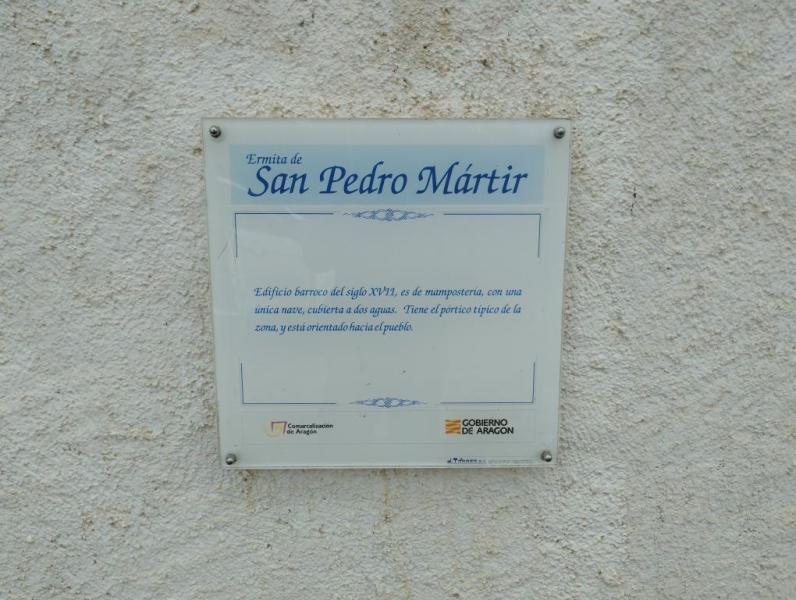 Ermita de
San Pedro Mártir
Edificio barroco del siglo XVII, es de mampostería, con una
única nave, cubierta a dos aguas. Tiene el pórtico típico de la
zona, y está orientado hacia el pueblo.
Comarcalización
de Aragón
GOBIERNO
DE ARAGON